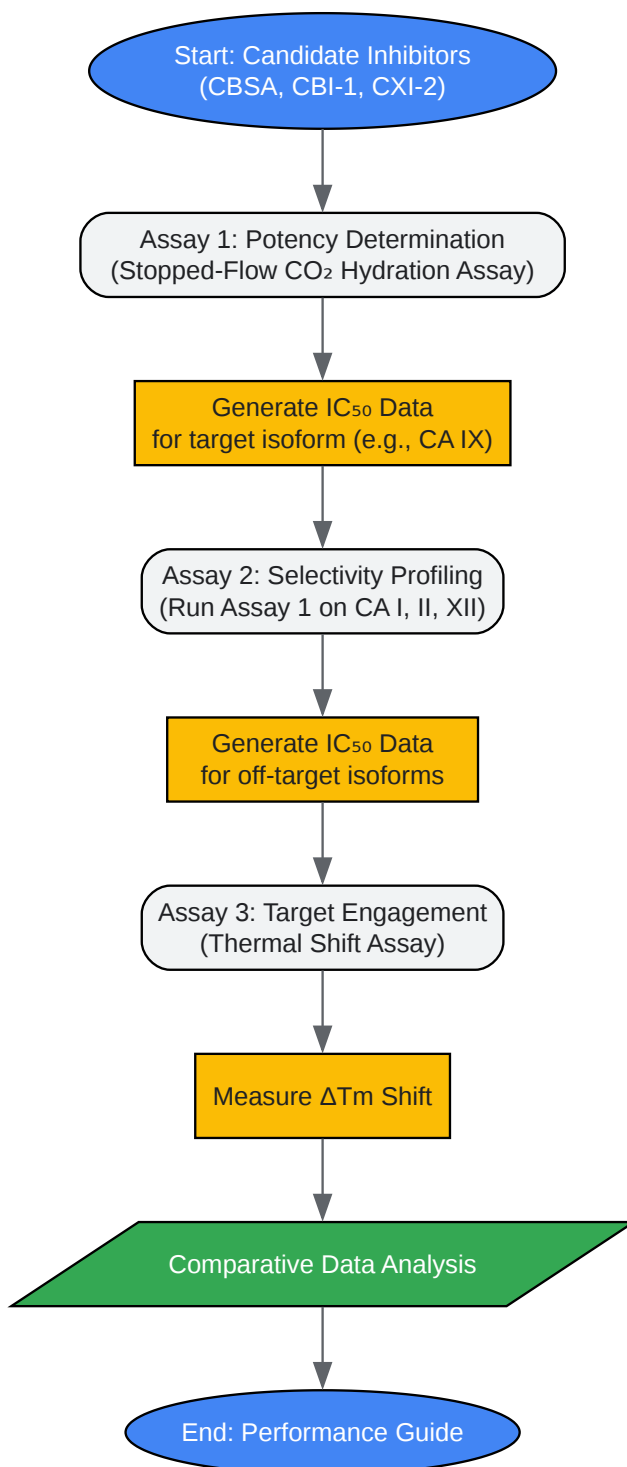 Start: Candidate Inhibitors
(CBSA, CBI-1, CXI-2)
Assay 1: Potency Determination
(Stopped-Flow CO₂ Hydration Assay)
Generate IC₅₀ Data
for target isoform (e.g., CA IX)
Assay 2: Selectivity Profiling
(Run Assay 1 on CA I, II, XII)
Generate IC₅₀ Data
for off-target isoforms
Assay 3: Target Engagement
(Thermal Shift Assay)
Measure ΔTm Shift
Comparative Data Analysis
End: Performance Guide